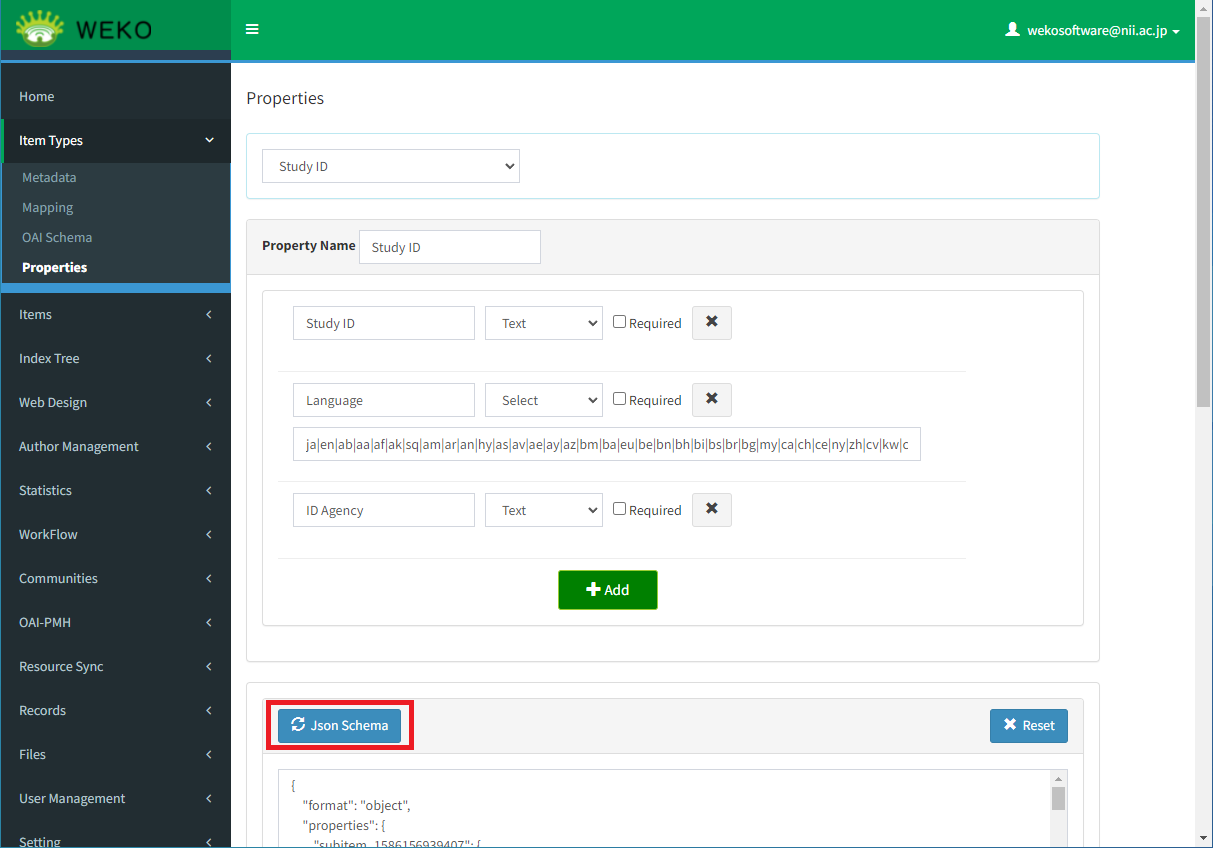 WEKO
wekosoftware@nii.ac.jp
Home
Item Types
Metadata
Mapping
OAI Schema
Properties
Items
Index Tree
Web Design
Author Management
Statistics
WorkFlow
Communities
OAI-PMH
Resource Sync
Records
Files
User Management
Setting
Properties
Study ID
Property Name Study ID
Study ID Text Required
Language Select Required
ja|en|ab|aa|af|ak|sq|am|ar|an|hy|as|av|ae|ay|az|bm|ba|eu|be|bn|bh|bi|bs|br|bg|my|ca|ch|ce|ny|zh|cv|kw|c
ID Agency Text Required
Add
Json Schema Reset
{
"format": "object",
"properties": {
"subitem_1586156939407": {